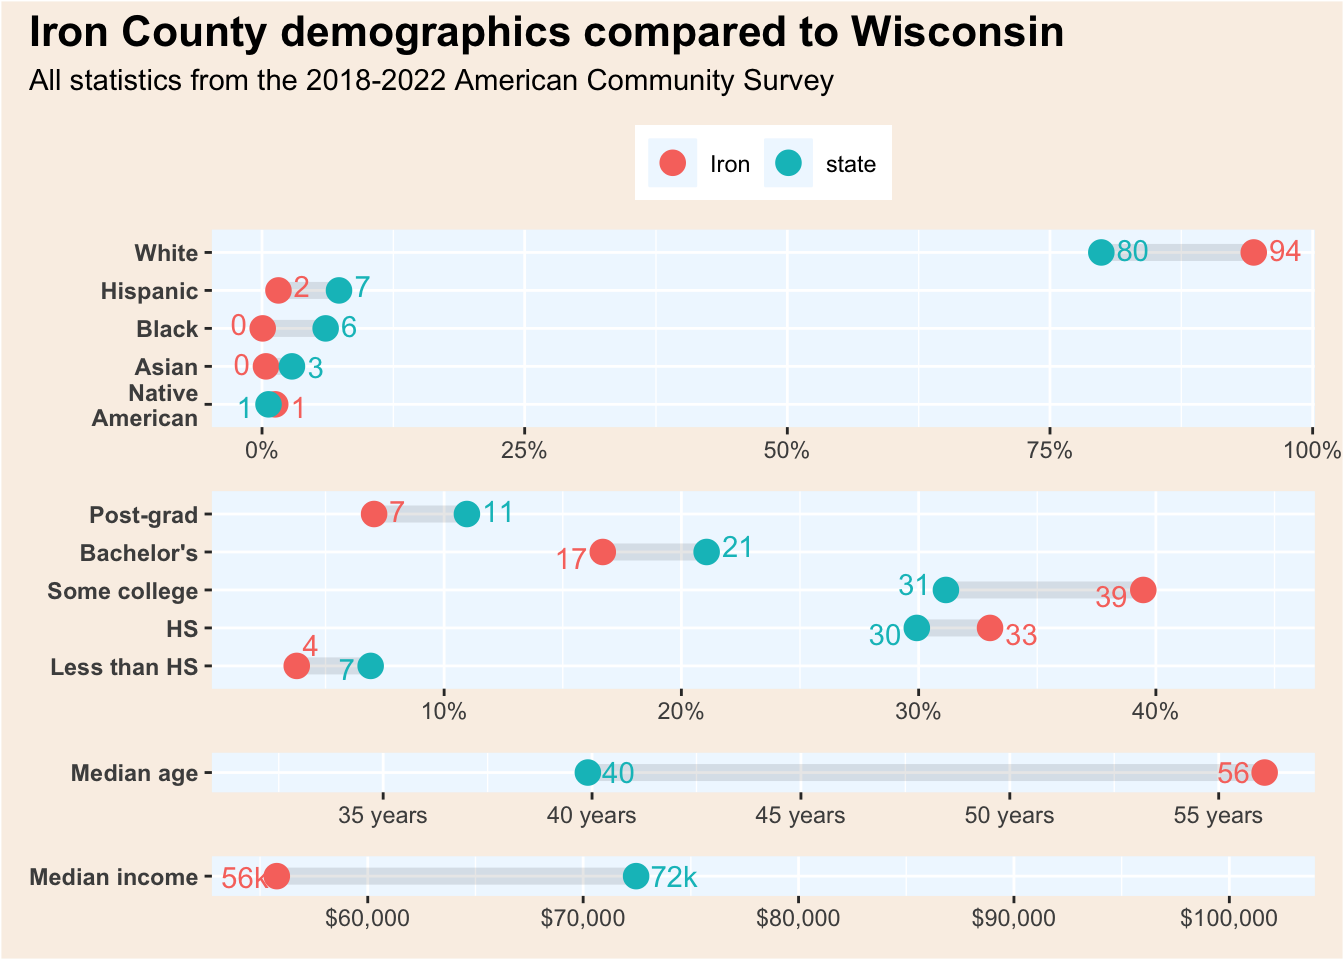 Iron County demographics compared to Wisconsin
All statistics from the 2018-2022 American Community Survey
Iron state
White 80 94
Hispanic 2 7
Black 0 6
Asian 0 3
Native
American 1 1
0% 25% 50% 75% 100%
Post-grad 7 11
Bachelor's 17 21
Some college 31 39
HS 30 33
Less than HS 4 7
10% 20% 30% 40%
Median age 40 56
35 years 40 years 45 years 50 years 55 years
Median income 56k 72k
$60,000 $70,000 $80,000 $90,000 $100,000